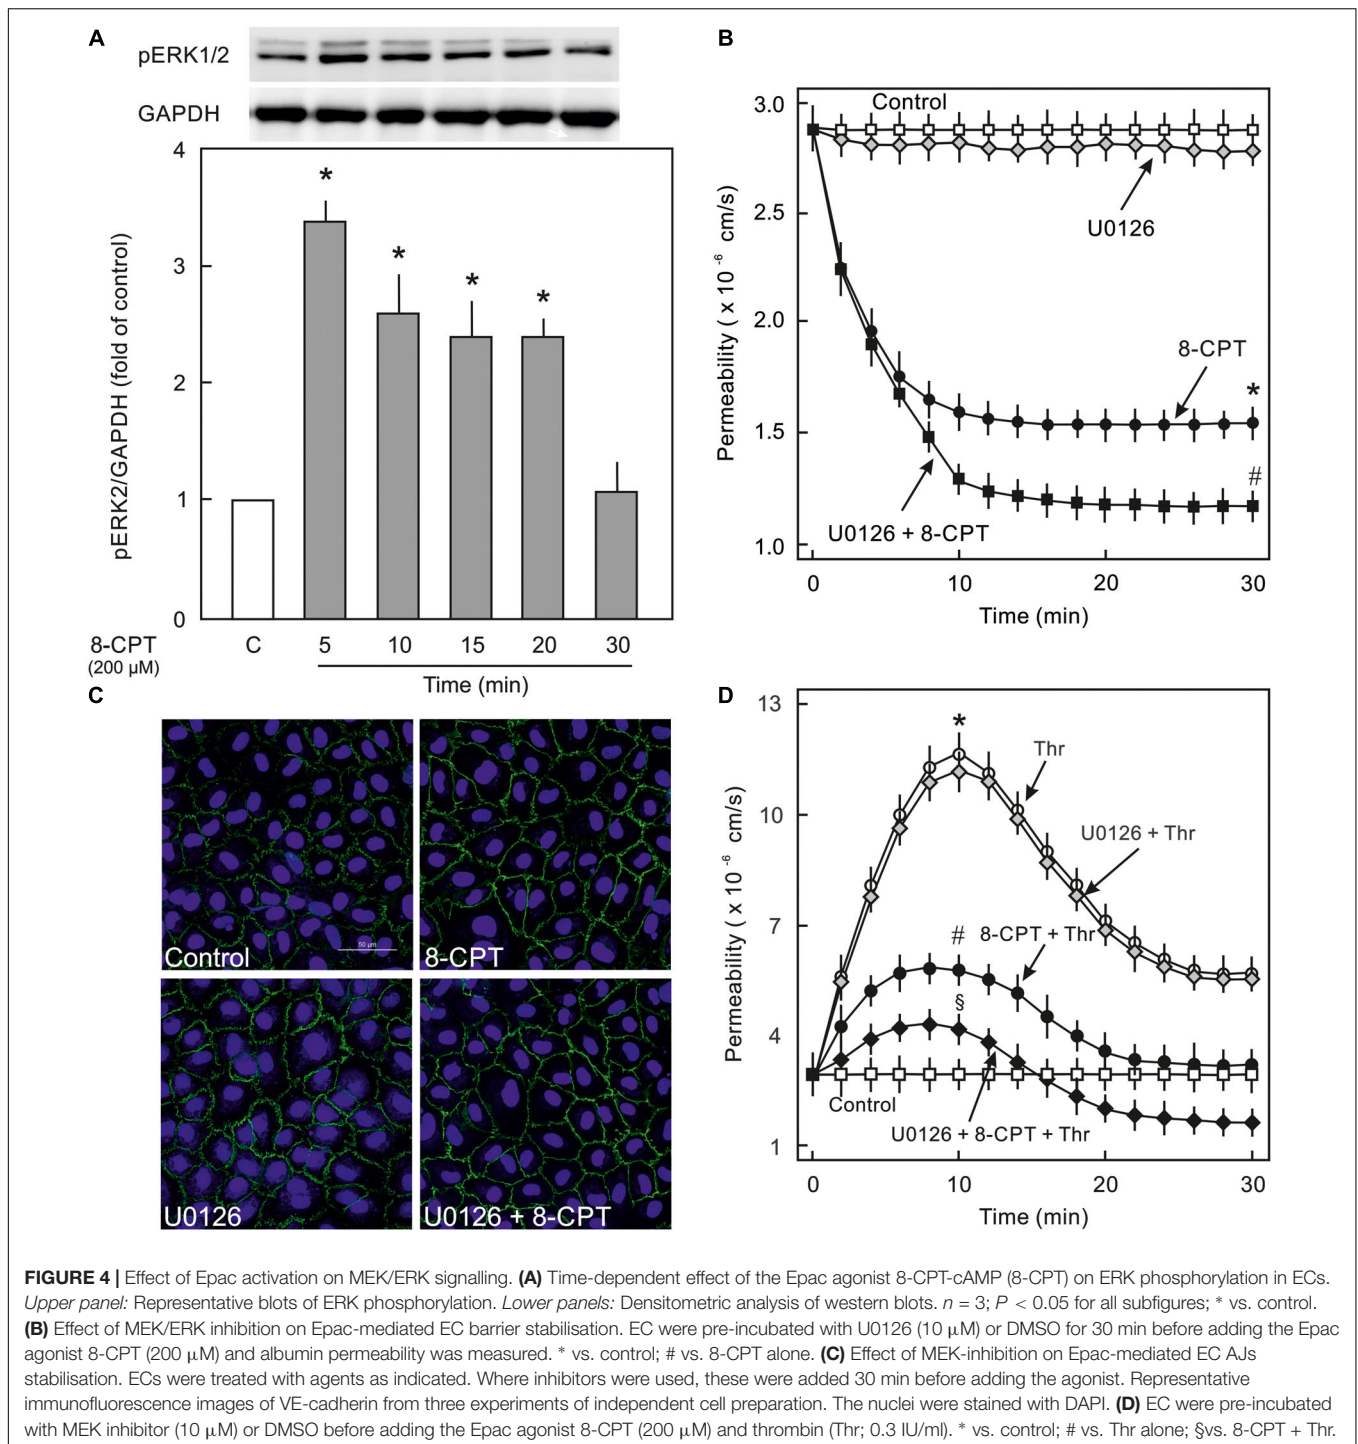 A
pERK1/2
GAPDH
pERK2/GAPDH (fold of control)
4
3
2
1
0
8-CPT
(200 µM)
C 5 10 15 20 30
Time (min)
* * * *
B
Permeability ( x 10 -6 cm/s)
3.0
2.5
2.0
1.5
1.0
Control
U0126
8-CPT
*
#
U0126 + 8-CPT
0 10 20 30
Time (min)
C
Control
50 µm
8-CPT
U0126
U0126 + 8-CPT
D
Permeability ( x 10 -6 cm/s)
13
10
7
4
1
*
Thr
U0126 + Thr
#
8-CPT + Thr
§
Control
U0126 + 8-CPT + Thr
0 10 20 30
Time (min)
FIGURE 4 | Effect of Epac activation on MEK/ERK signalling. (A) Time-dependent effect of the Epac agonist 8-CPT-cAMP (8-CPT) on ERK phosphorylation in ECs.
Upper panel: Representative blots of ERK phosphorylation. Lower panels: Densitometric analysis of western blots. n = 3; P < 0.05 for all subfigures; * vs. control.
(B) Effect of MEK/ERK inhibition on Epac-mediated EC barrier stabilisation. EC were pre-incubated with U0126 (10 µM) or DMSO for 30 min before adding the Epac
agonist 8-CPT (200 µM) and albumin permeability was measured. * vs. control; # vs. 8-CPT alone. (C) Effect of MEK-inhibition on Epac-mediated EC AJs
stabilisation. ECs were treated with agents as indicated. Where inhibitors were used, these were added 30 min before adding the agonist. Representative
immunofluorescence images of VE-cadherin from three experiments of independent cell preparation. The nuclei were stained with DAPI. (D) EC were pre-incubated
with MEK inhibitor (10 µM) or DMSO before adding the Epac agonist 8-CPT (200 µM) and thrombin (Thr; 0.3 IU/ml). * vs. control; # vs. Thr alone; §vs. 8-CPT + Thr.